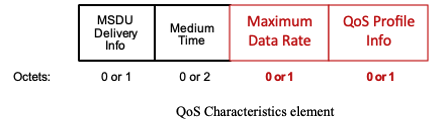 MSDU Delivery Info
Medium Time
Maximum Data Rate
QoS Profile Info
Octets: 0 or 1 0 or 2 0 or 1 0 or 1
QoS Characteristics element